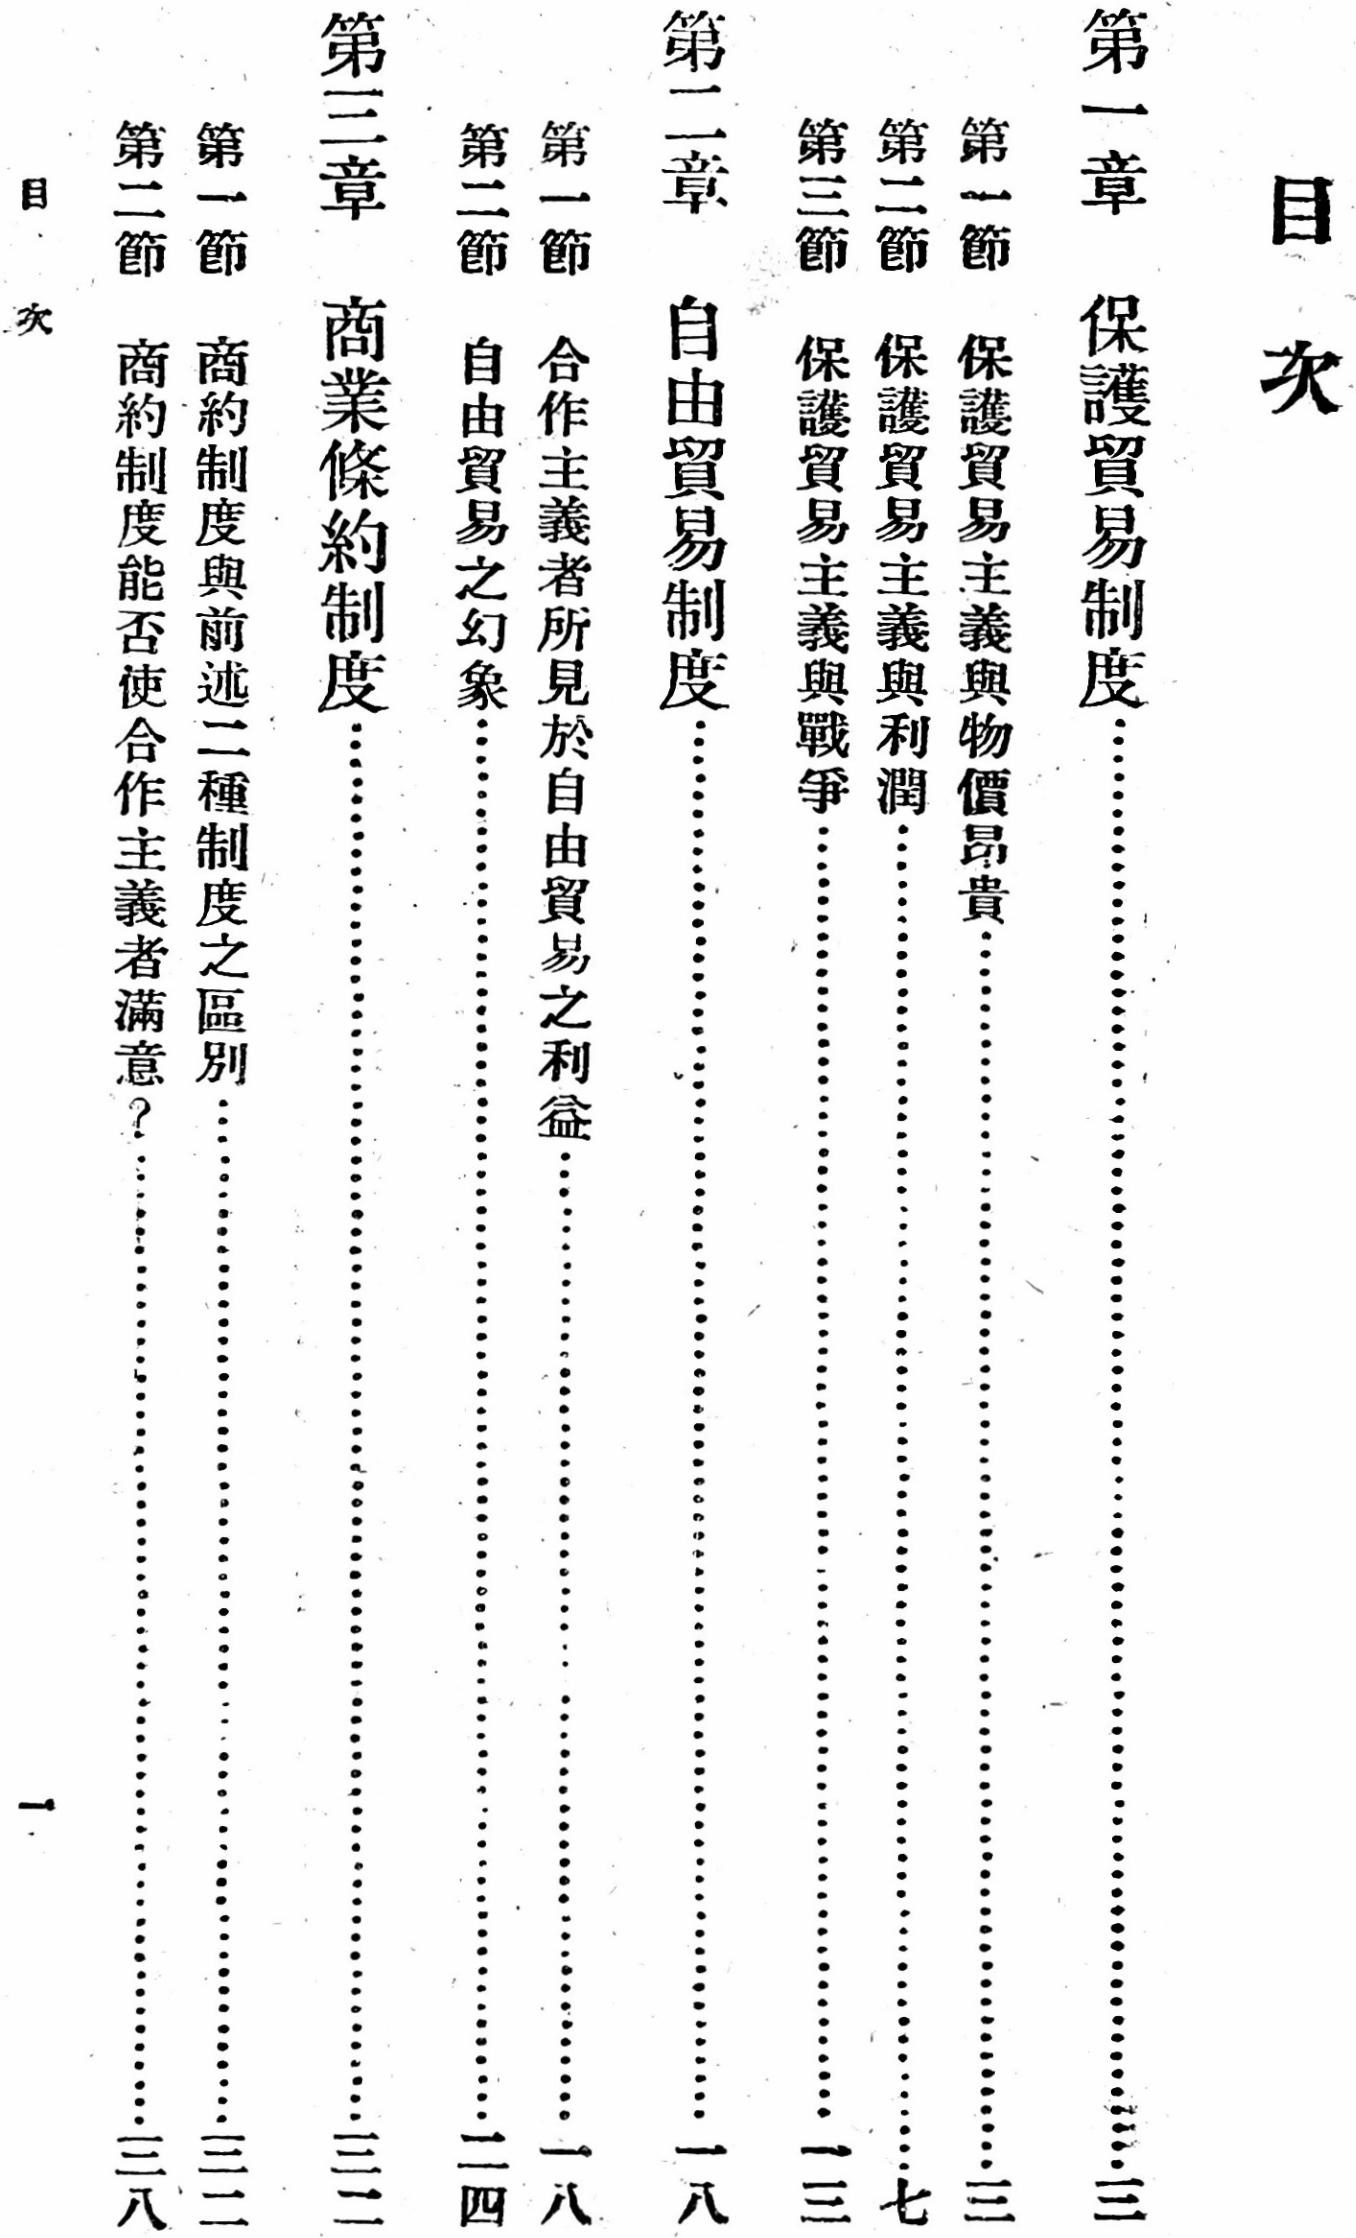 目次
第一章　保護貿易制度……三
第一節　保護貿易主義與物價昂貴……三
第二節　保護貿易主義與利潤……七
第三節　保護貿易主義與戰爭……一三
第二章　自由貿易制度……一八
第一節　合作主義者所見於自由貿易之利益……一八
第二節　自由貿易之幻象……二四
第三章　商業條約制度……三二
第一節　商約制度與前述二種制度之區別……三二
第二節　商約制度能否使合作主義者滿意？……三八
目次　一